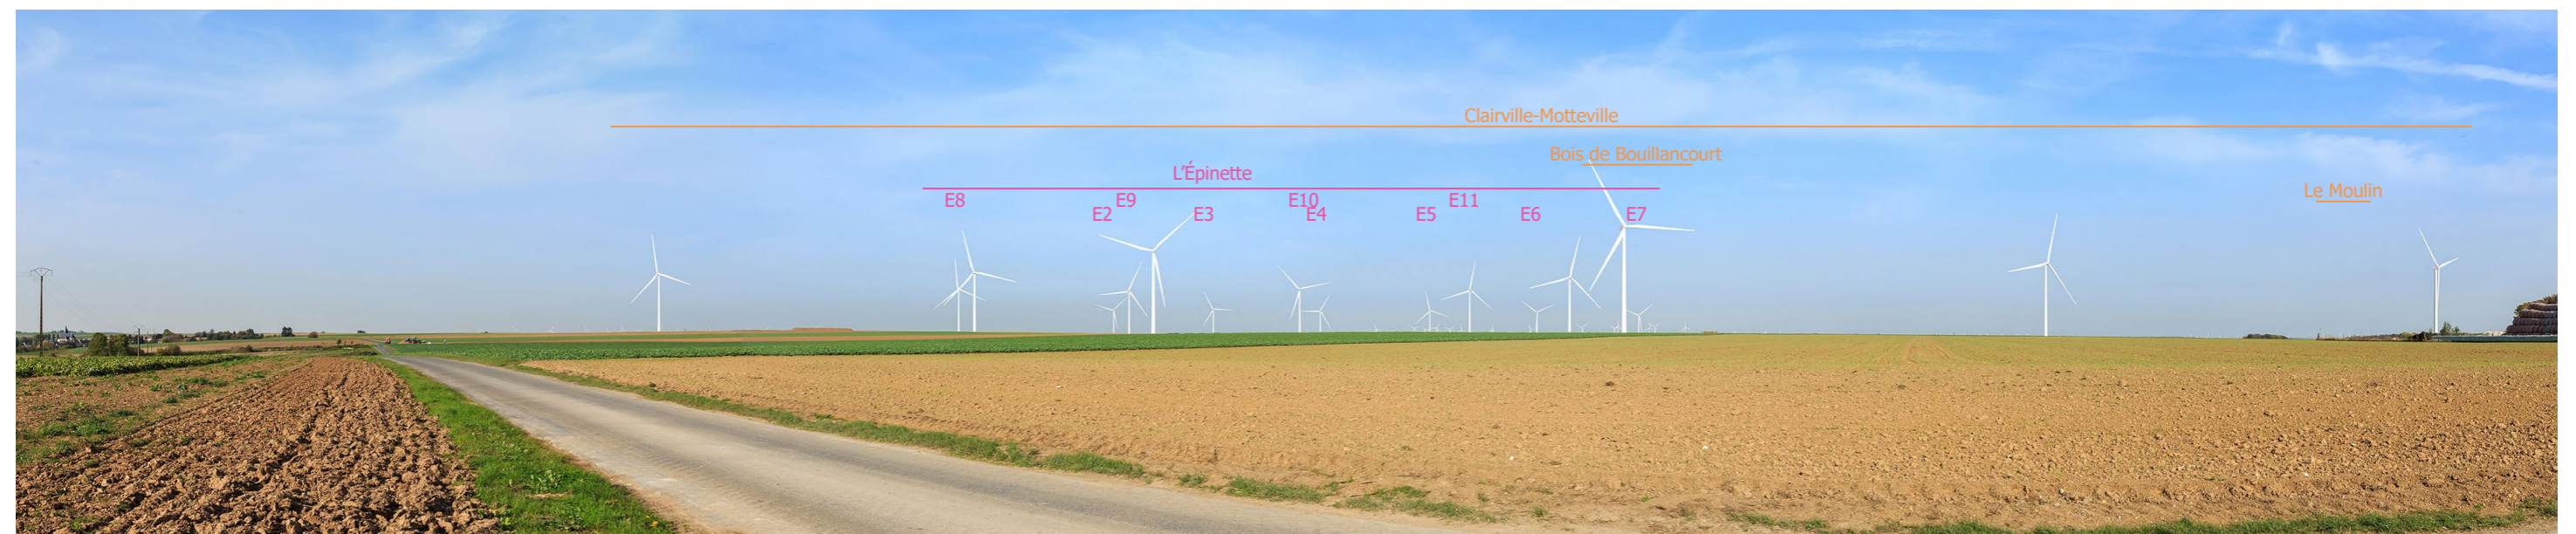 Clairville-Motteville
Bois de Bouillancourt
L'Épinette
Le Moulin
E8 E9 E10 E11
E2 E3 E4 E5 E6 E7